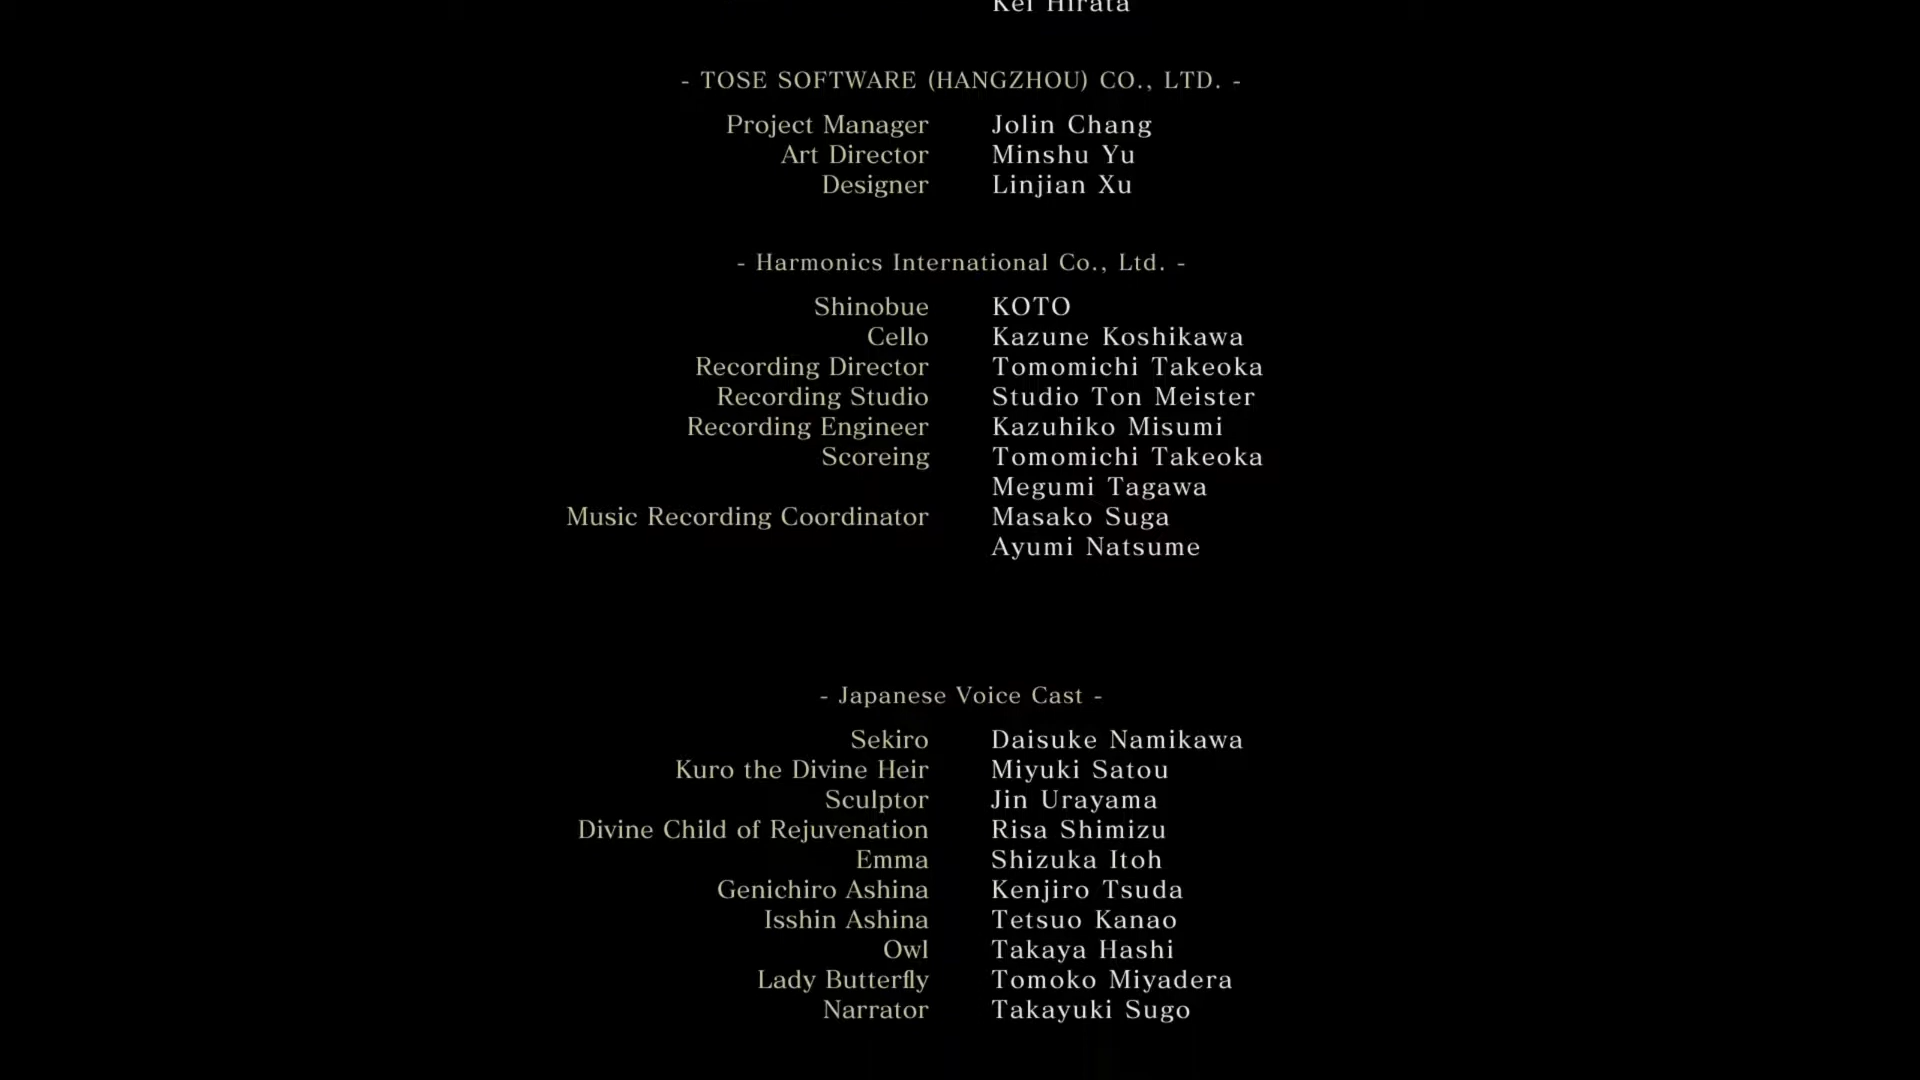 Kei Hirata
- TOSE SOFTWARE (HANGZHOU) CO., LTD. -
Project Manager Jolin Chang
Art Director Minshu Yu
Designer Linjian Xu
- Harmonics International Co., Ltd. -
Shinobue KOTO
Cello Kazune Koshikawa
Recording Director Tomomichi Takeoka
Recording Studio Studio Ton Meister
Recording Engineer Kazuhiko Misumi
Scoreing Tomomichi Takeoka
Megumi Tagawa
Music Recording Coordinator Masako Suga
Ayumi Natsume
- Japanese Voice Cast -
Sekiro Daisuke Namikawa
Kuro the Divine Heir Miyuki Satou
Sculptor Jin Urayama
Divine Child of Rejuvenation Risa Shimizu
Emma Shizuka Itoh
Genichiro Ashina Kenjiro Tsuda
Isshin Ashina Tetsuo Kanao
Owl Takaya Hashi
Lady Butterfly Tomoko Miyadera
Narrator Takayuki Sugo